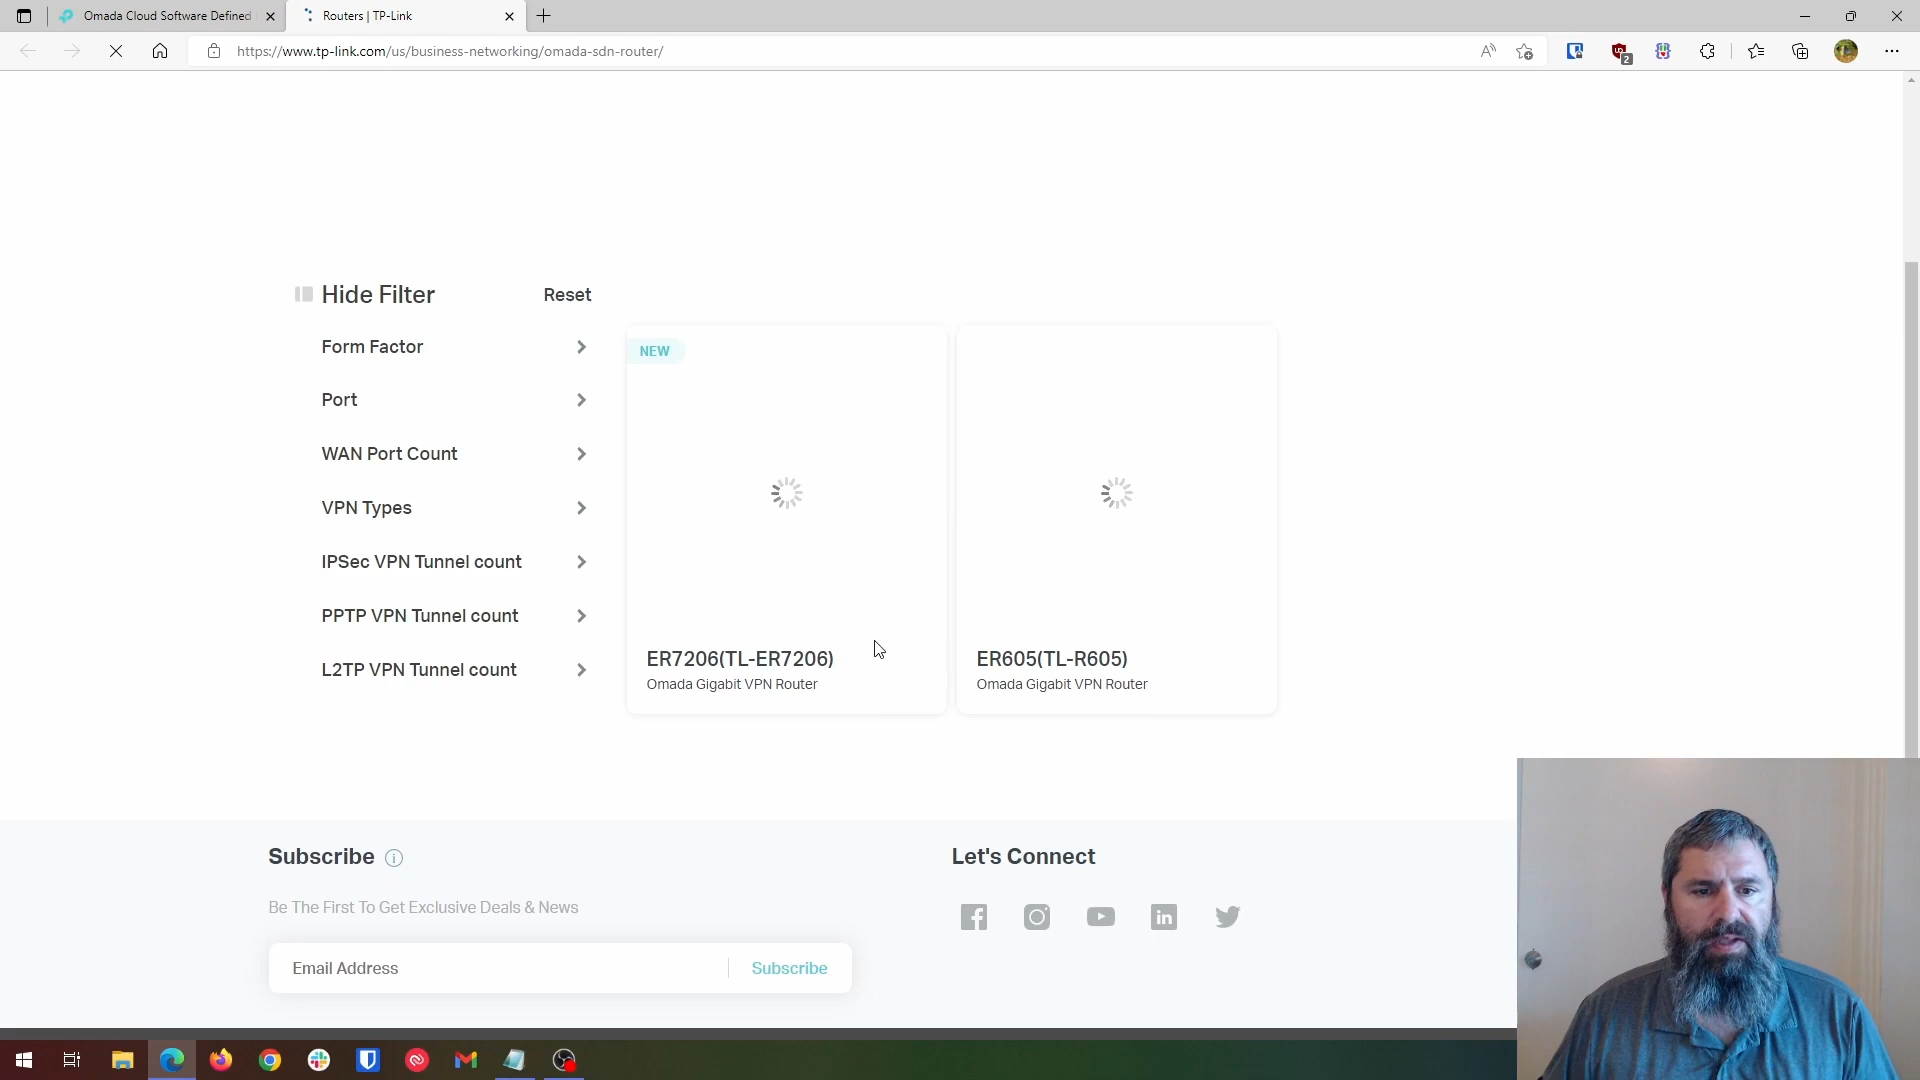 Omada Cloud Software Defined
Routers | TP-Link
https://www.tp-link.com/us/business-networking/omada-sdn-router/
2
Hide Filter
Reset
Form Factor
Port
WAN Port Count
VPN Types
IPSec VPN Tunnel count
PPTP VPN Tunnel count
L2TP VPN Tunnel count
NEW
ER7206(TL-ER7206)
Omada Gigabit VPN Router
ER605(TL-R605)
Omada Gigabit VPN Router
Subscribe
Be The First To Get Exclusive Deals & News
Email Address
Subscribe
Let's Connect